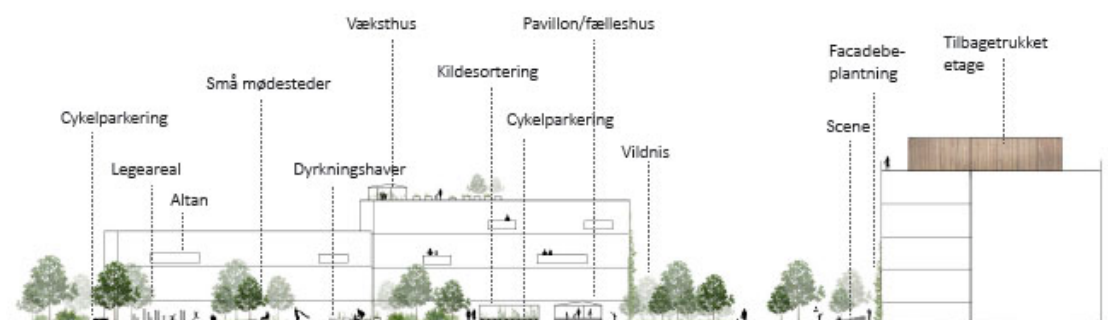 Væksthus
Pavillon/fælleshus
Tilbagetrukket
etage
Facadebe-
plantning
Kildesortering
Små mødesteder
Cykelparkering
Cykelparkering
Scene
Vildnis
Legeareal
Dyrkningshaver
Altan